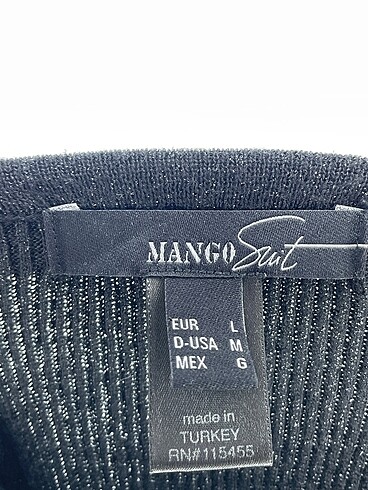 MANGO Suit
EUR L
D-USA M
MEX G
made in
TURKEY
RN#115455